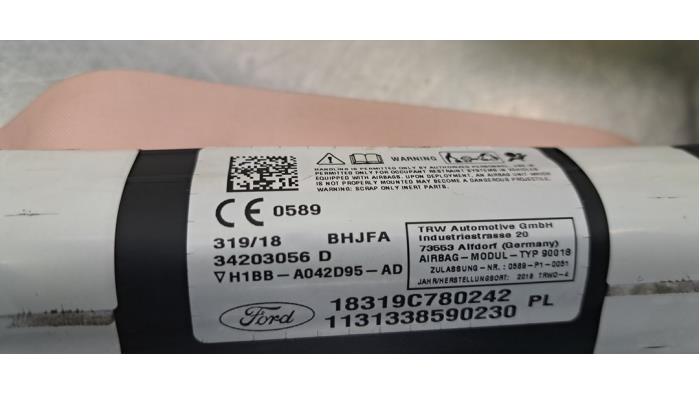 WARNING
HANDLING IS PERMITTED ONLY BY AUTHORIZED PERSONNEL. USE IS
PERMITTED ONLY FOR OCCUPANT RESTRAINT SYSTEMS IN VEHICLES
EQUIPPED WITH AIRBAGS. UPON DEPLOYMENT, AN AIRBAG UNIT WHICH
IS NOT PROPERLY MOUNTED MAY BECOME A DANGEROUS PROJECTILE.
WARNING: SCRAP ONLY INERT PARTS.
CE 0589
319/18 BHJFA
34203056 D
H1BB-A042D95-AD
TRW Automotive GmbH
Industriestrasse 20
73553 Alfdorf (Germany)
AIRBAG-MODUL-TYP 90018
ZULASSUNG-NR.: 0589-P1-0051
JAHR/HERSTELLUNGSORT: 2018 TRWO-4
Ford
18319C780242 PL
1131338590230